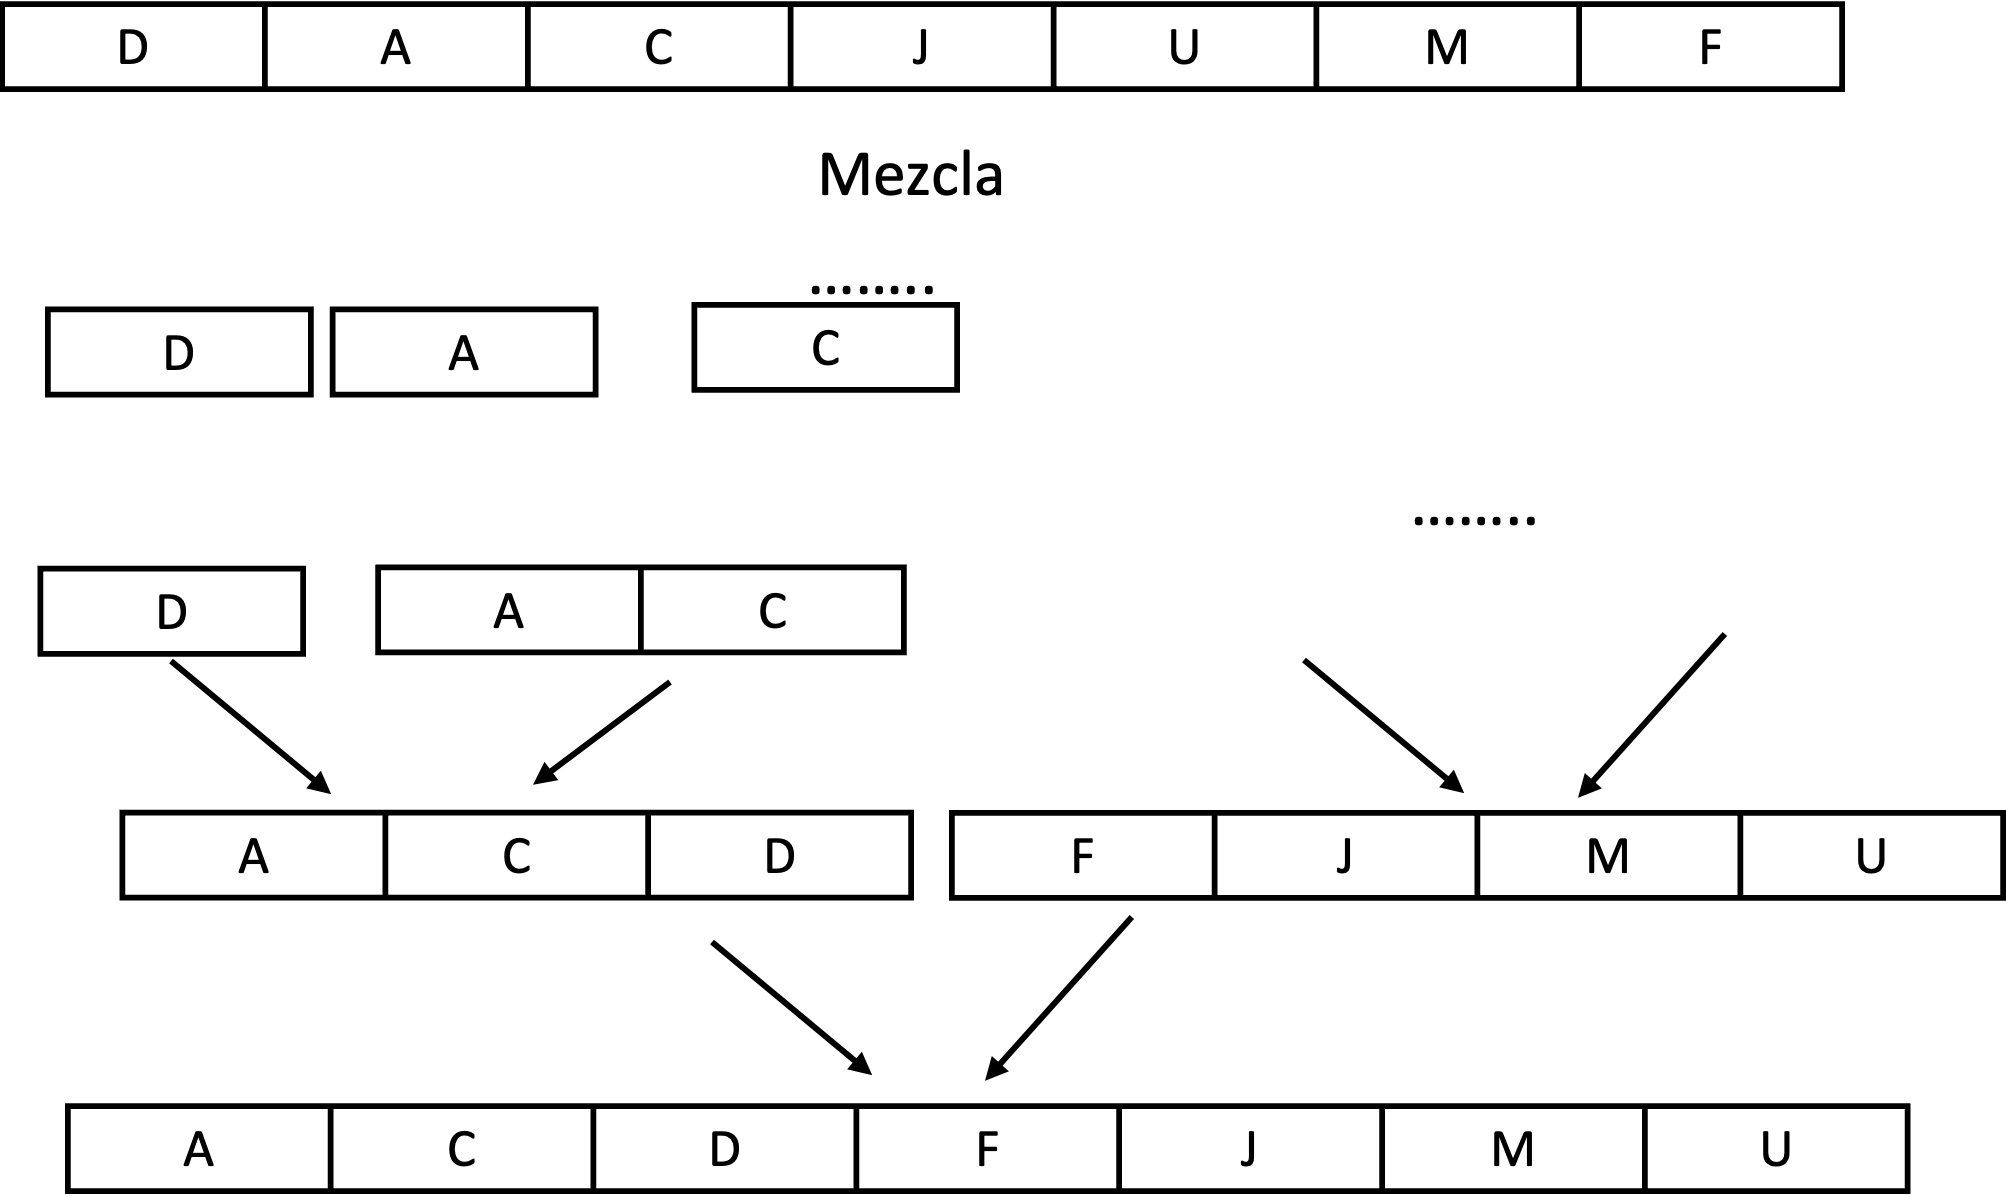 D A C J U M F
Mezcla
........
D A C
........
D A C
A C D F J M U
A C D F J M U